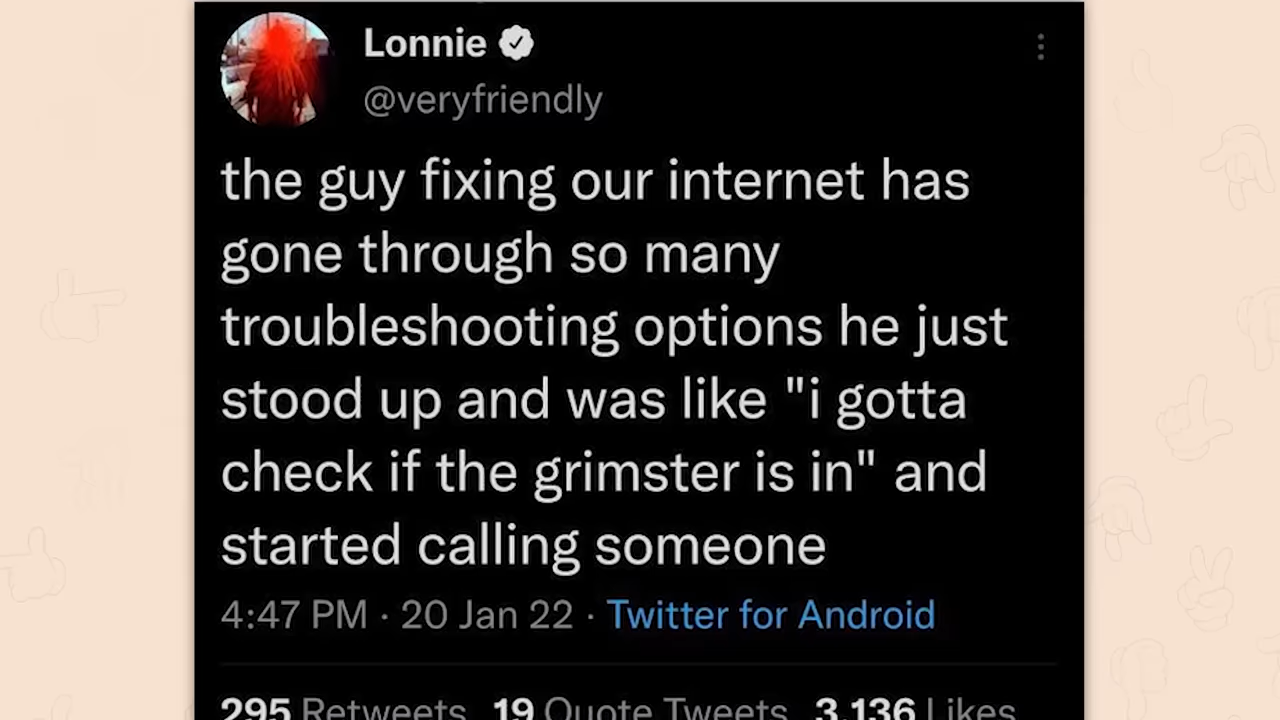 Lonnie
@veryfriendly
the guy fixing our internet has
gone through so many
troubleshooting options he just
stood up and was like "i gotta
check if the grimster is in" and
started calling someone
4:47 PM · 20 Jan 22 · Twitter for Android
295 Retweets 19 Quote Tweets 3,136 Likes